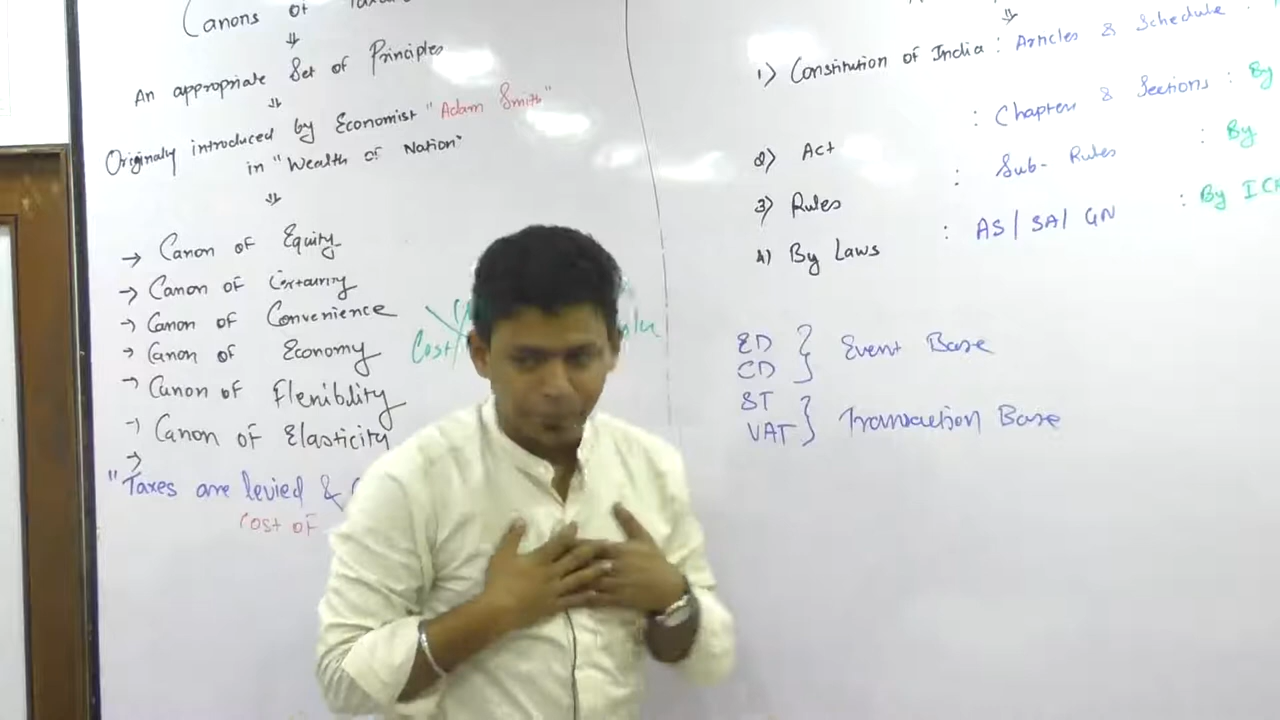 Canons of
An appropriate Set of Principles
Originally introduced by Economist "Adam Smith"
in "Wealth of Nation"
→ Canon of Equity
→ Canon of Certainity
→ Canon of Convenience
→ Canon of Economy
→ Canon of Flexibility
→ Canon of Elasticity
"Taxes are levied &
Cost of
Cost
1) Constitution of India : Articles & Schedule :
: Chapters & Sections : By
2) Act
: Sub-Rules : By
3) Rules
4) By Laws : AS/ SA/ GN : By
ED } Event Base
CD
ST } Transaction Base
VAT